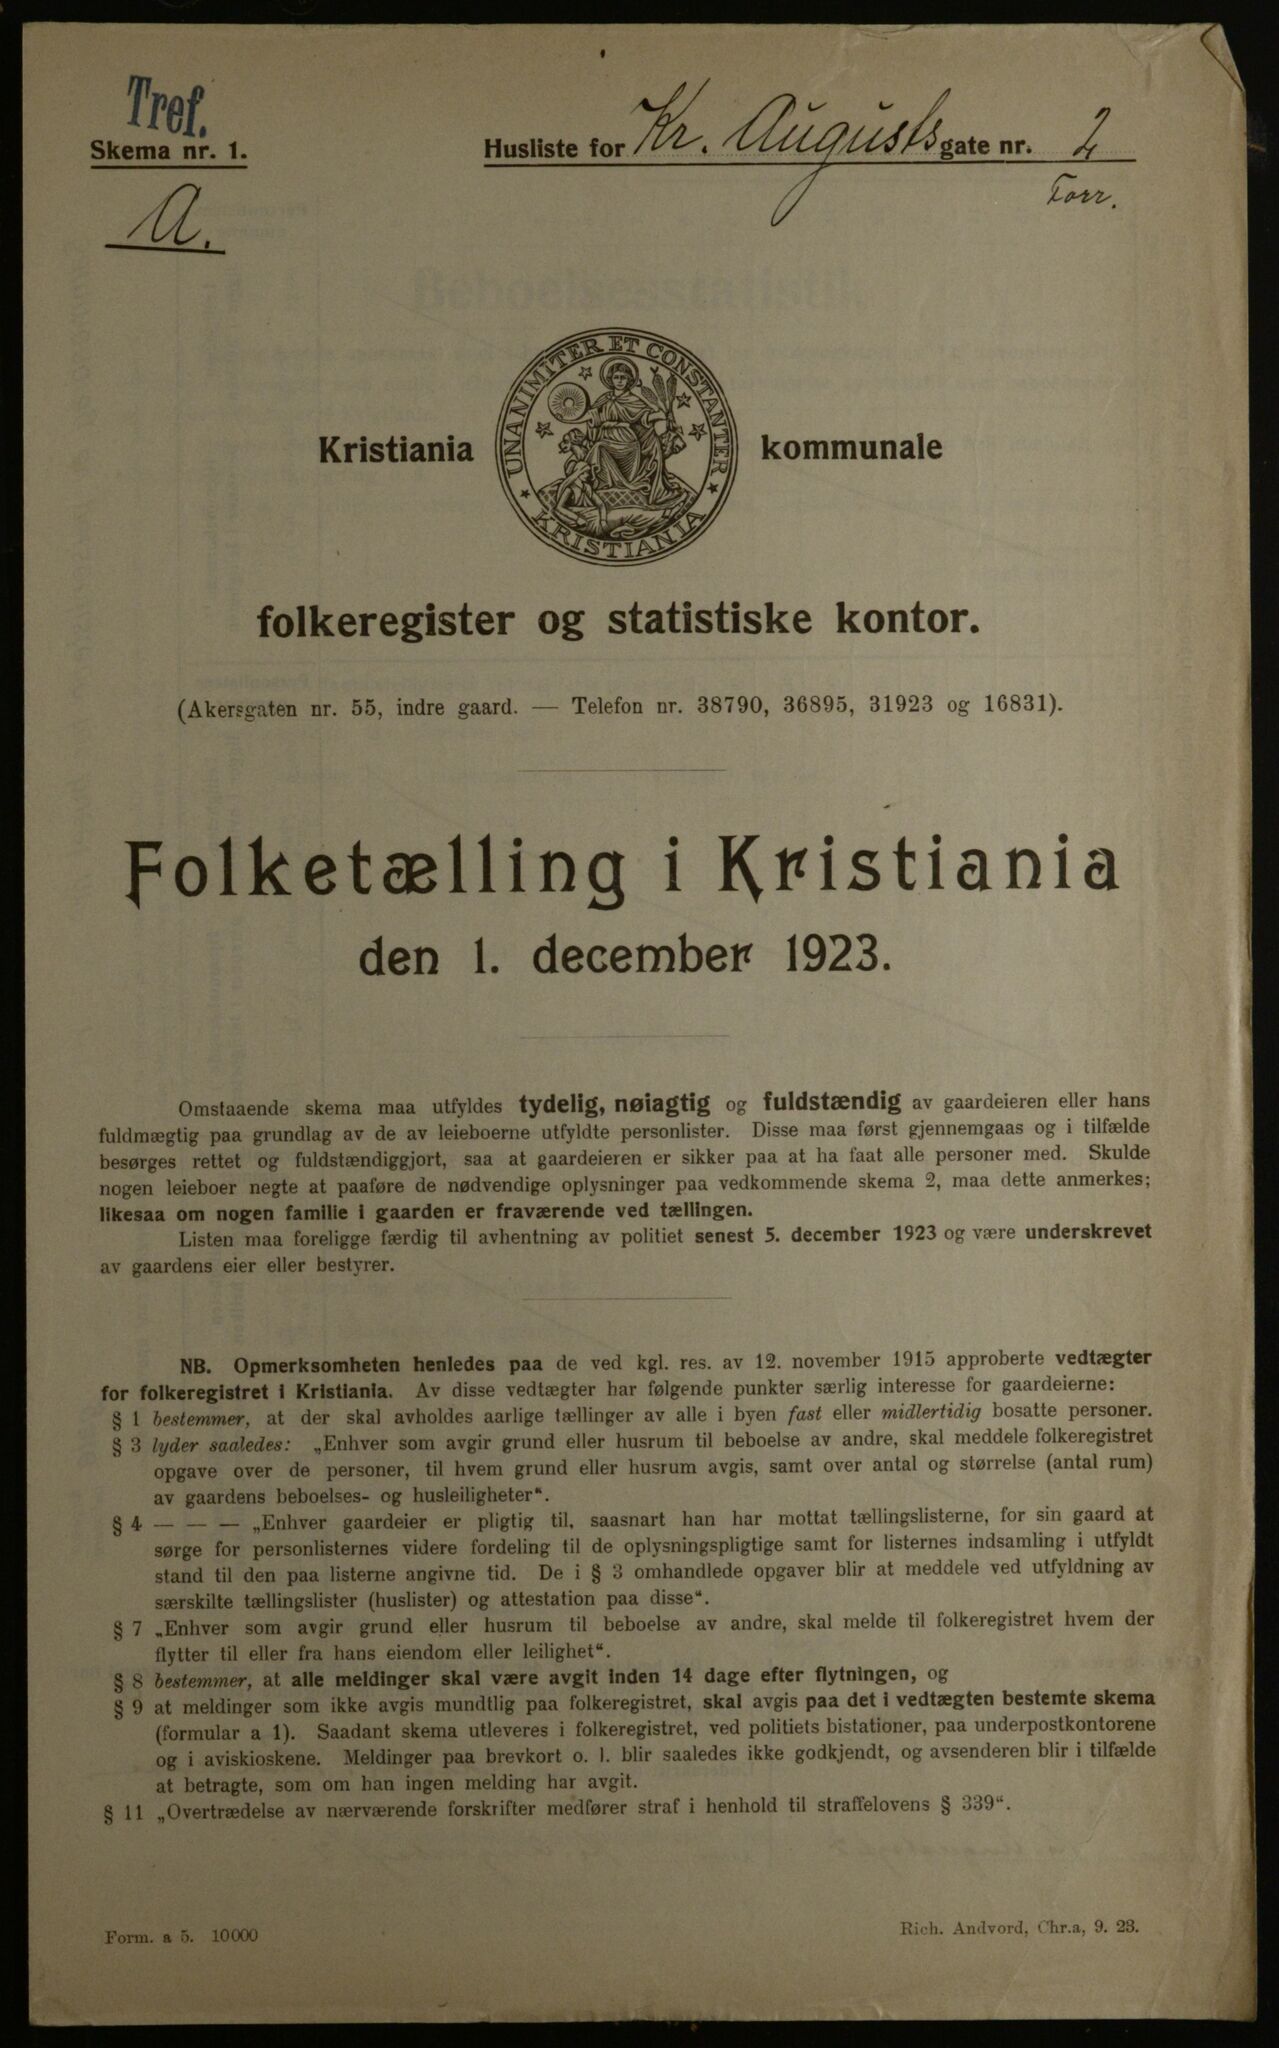 Tref.
Skema nr. 1.
A.
Husliste for Kr. Augusts gate nr. 2
Forr.
UNANIMITER ET CONSTANTER
KRISTIANIA
Kristiania kommunale
folkeregister og statistiske kontor.
(Akersgaten nr. 55, indre gaard. — Telefon nr. 38790, 36895, 31923 og 16831).
Folketælling i Kristiania
den 1. december 1923.
Omstaaende skema maa utfyldes tydelig, nøiagtig og fuldstændig av gaardeieren eller hans
fuldmægtig paa grundlag av de av leieboerne utfyldte personlister. Disse maa først gjennemgaas og i tilfælde
besørges rettet og fuldstændiggjort, saa at gaardeieren er sikker paa at ha faat alle personer med. Skulde
nogen leieboer negte at paaføre de nødvendige oplysninger paa vedkommende skema 2, maa dette anmerkes;
likesaa om nogen familie i gaarden er fraværende ved tællingen.
Listen maa foreligge færdig til avhentning av politiet senest 5. december 1923 og være underskrevet
av gaardens eier eller bestyrer.
NB. Opmerksomheten henledes paa de ved kgl. res. av 12. november 1915 approberte vedtægter
for folkeregistret i Kristiania. Av disse vedtægter har følgende punkter særlig interesse for gaardeierne:
§ 1 bestemmer, at der skal avholdes aarlige tællinger av alle i byen fast eller midlertidig bosatte personer.
§ 3 lyder saaledes: „Enhver som avgir grund eller husrum til beboelse av andre, skal meddele folkeregistret
opgave over de personer, til hvem grund eller husrum avgis, samt over antal og størrelse (antal rum)
av gaardens beboelses- og husleiligheter“.
§ 4 — — — „Enhver gaardeier er pligtig til, saasnart han har mottat tællingslisterne, for sin gaard at
sørge for personlisternes videre fordeling til de oplysningspligtige samt for listernes indsamling i utfyldt
stand til den paa listerne angivne tid. De i § 3 omhandlede opgaver blir at meddele ved utfyldning av
særskilte tællingslister (huslister) og attestation paa disse“.
§ 7 „Enhver som avgir grund eller husrum til beboelse av andre, skal melde til folkeregistret hvem der
flytter til eller fra hans eiendom eller leilighet“.
§ 8 bestemmer, at alle meldinger skal være avgit inden 14 dage efter flytningen, og
§ 9 at meldinger som ikke avgis mundtlig paa folkeregistret, skal avgis paa det i vedtægten bestemte skema
(formular a 1). Saadant skema utleveres i folkeregistret, ved politiets bistationer, paa underpostkontorene
og i aviskioskene. Meldinger paa brevkort o. l. blir saaledes ikke godkjendt, og avsenderen blir i tilfælde
at betragte, som om han ingen melding har avgit.
§ 11 „Overtrædelse av nærværende forskrifter medfører straf i henhold til straffelovens § 339“.
Form. a 5. 10000
Rich. Andvord, Chr.a, 9. 23.